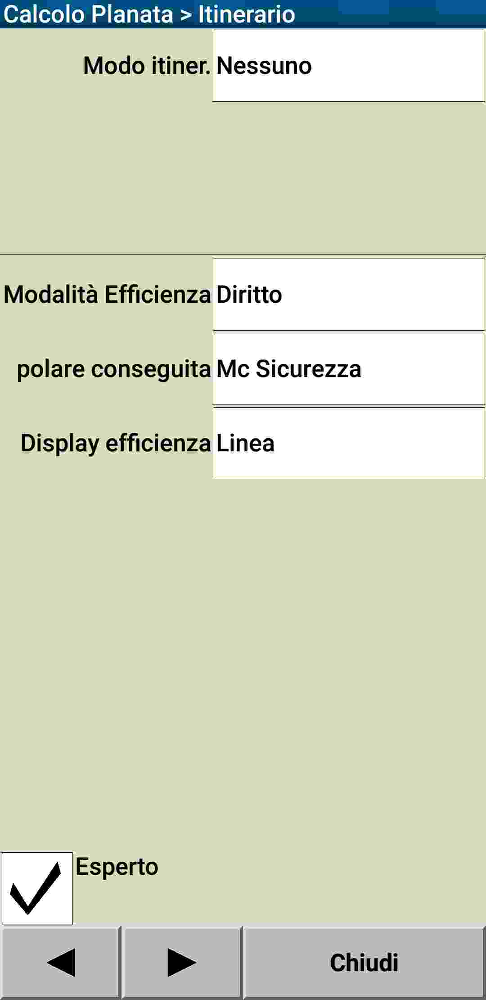 Calcolo Planata > Itinerario
Modo itiner. Nessuno
Modalità Efficienza Diritto
polare conseguita Mc Sicurezza
Display efficienza Linea
Esperto
Chiudi